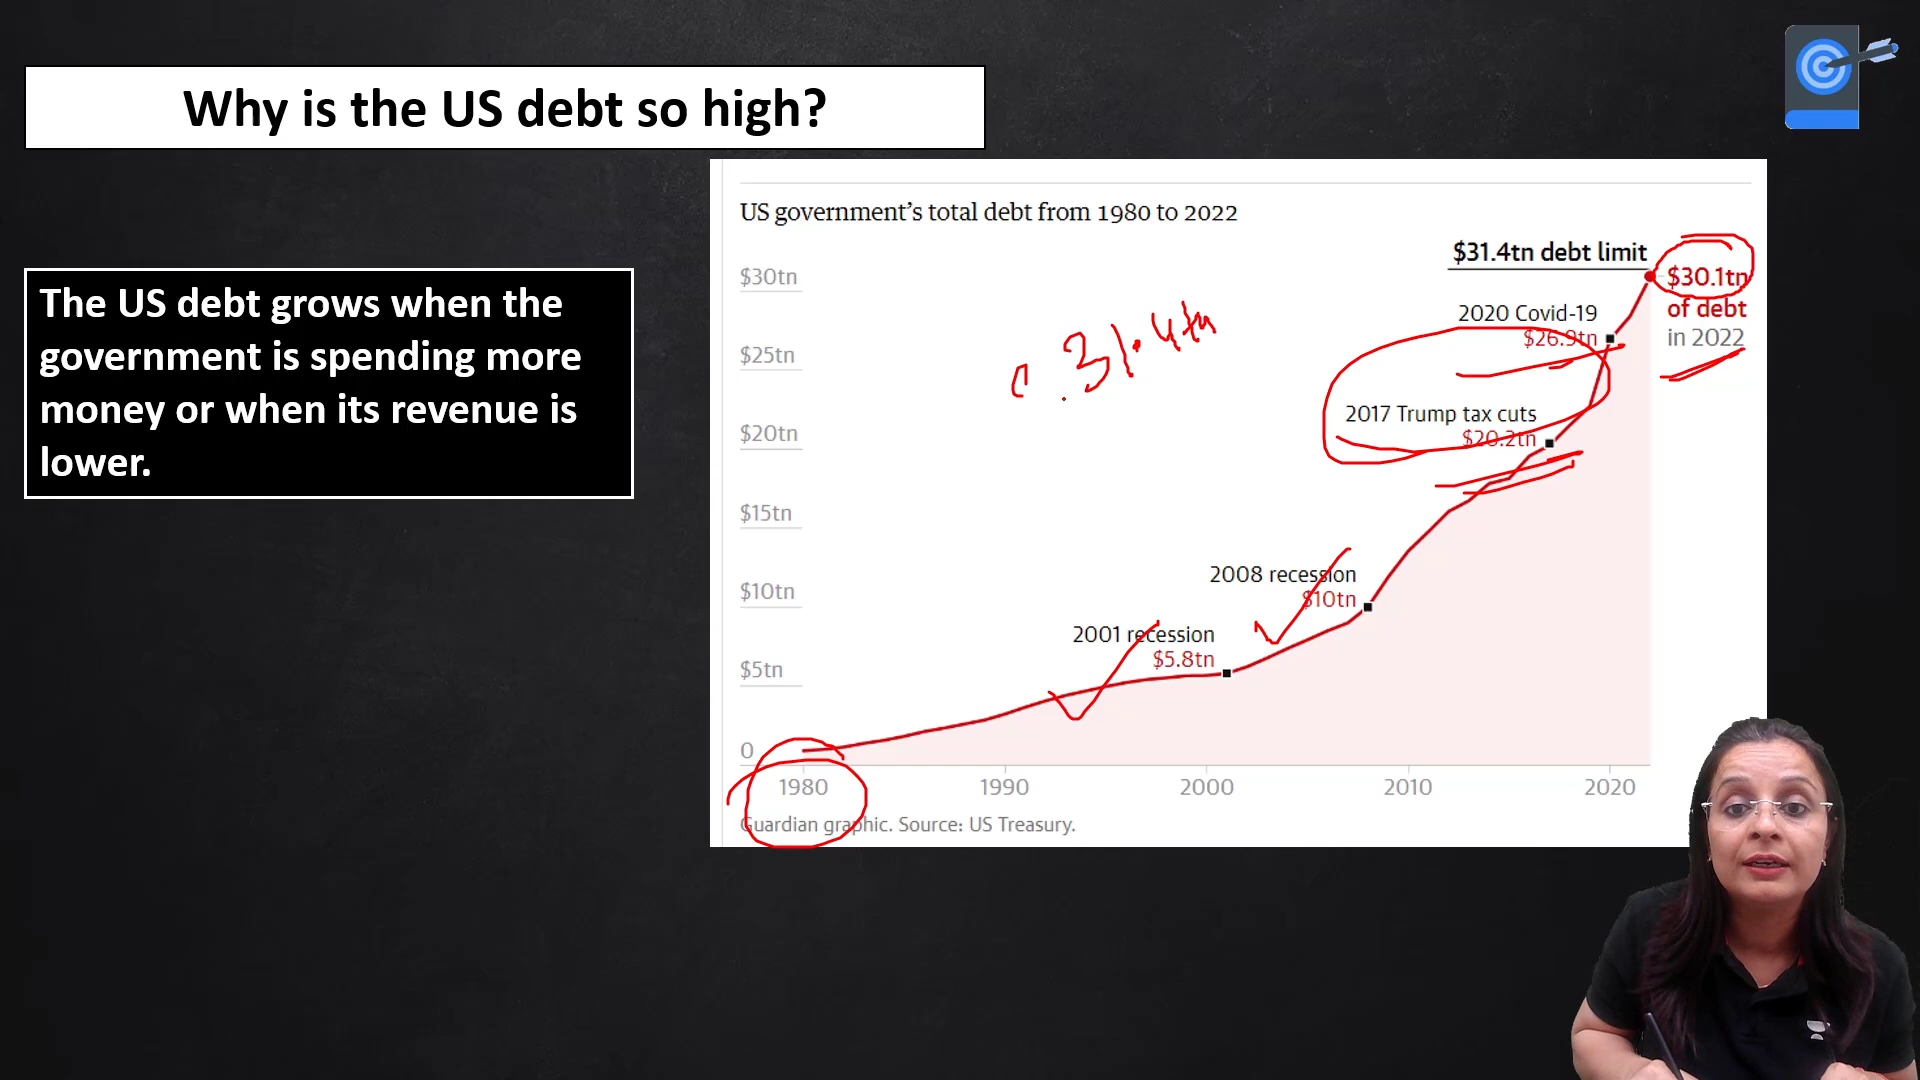 Why is the US debt so high?
The US debt grows when the
government is spending more
money or when its revenue is
lower.
US government's total debt from 1980 to 2022
$31.4tn debt limit
$30tn
$30.1tn
of debt
in 2022
2020 Covid-19
$26.9tn
31.4tn
$25tn
2017 Trump tax cuts
$20.2tn
$20tn
$15tn
2008 recession
$10tn
$10tn
2001 recession
$5.8tn
$5tn
0
1980 1990 2000 2010 2020
Guardian graphic. Source: US Treasury.